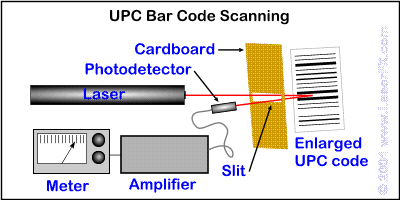 UPC Bar Code Scanning
Cardboard
Photodetector
Laser
Enlarged
UPC code
Slit
Meter
Amplifier
© 2001 www.LaserFX.com